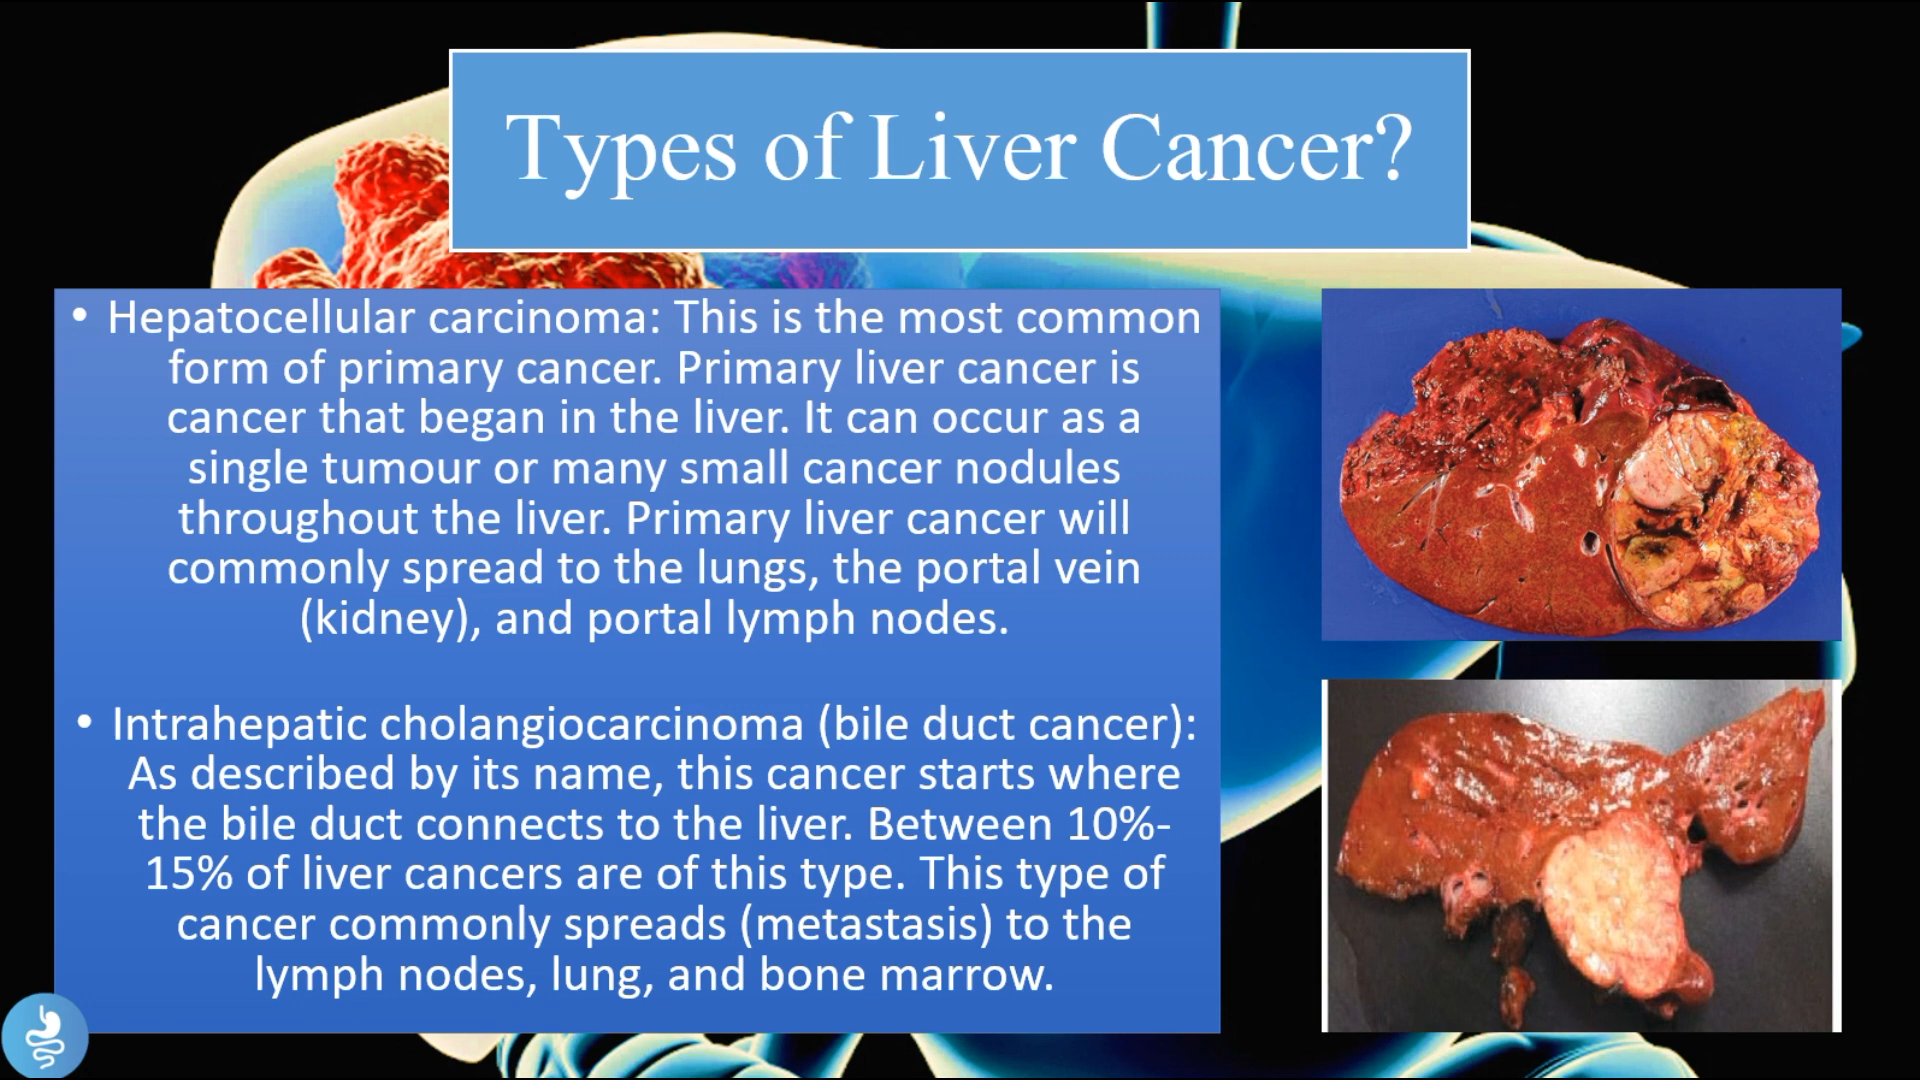 Types of Liver Cancer?
• Hepatocellular carcinoma: This is the most common
form of primary cancer. Primary liver cancer is
cancer that began in the liver. It can occur as a
single tumour or many small cancer nodules
throughout the liver. Primary liver cancer will
commonly spread to the lungs, the portal vein
(kidney), and portal lymph nodes.
• Intrahepatic cholangiocarcinoma (bile duct cancer):
As described by its name, this cancer starts where
the bile duct connects to the liver. Between 10%-
15% of liver cancers are of this type. This type of
cancer commonly spreads (metastasis) to the
lymph nodes, lung, and bone marrow.